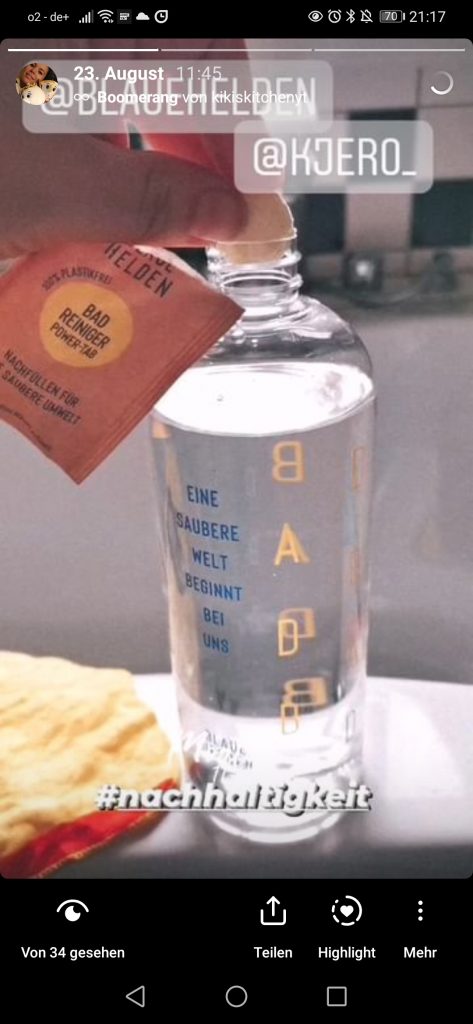 o2 - de+
70
21:17
23. August 11:45
Boomerang von kikiskitchenyt
@BLAUEHELDEN
@KJERO_
HELDEN
100% PLASTIKFREI
BAD
REINIGER
POWER-TAB
NACHFÜLLEN FÜR
SAUBERE UMWELT
EINE
SAUBERE
WELT
BEGINNT
BEI
UNS
B
A
D
BLAUE
#nachhaltigkeit
Von 34 gesehen
Teilen
Highlight
Mehr